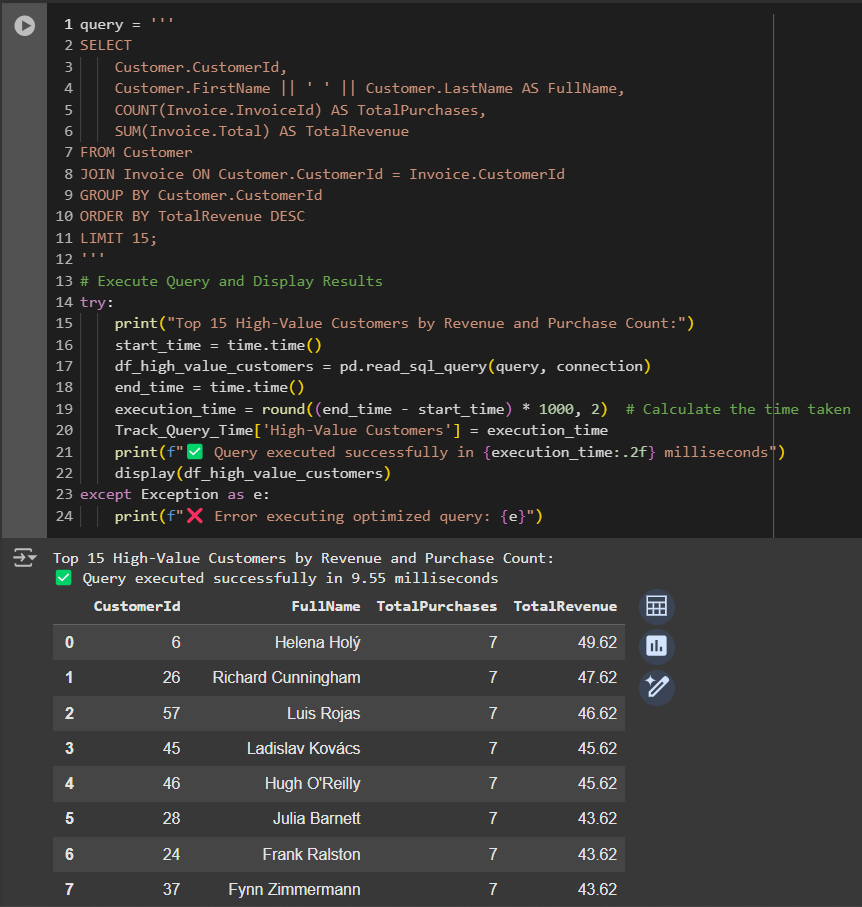 1 query = '''
2 SELECT
3     Customer.CustomerId,
4     Customer.FirstName || ' ' || Customer.LastName AS FullName,
5     COUNT(Invoice.InvoiceId) AS TotalPurchases,
6     SUM(Invoice.Total) AS TotalRevenue
7 FROM Customer
8 JOIN Invoice ON Customer.CustomerId = Invoice.CustomerId
9 GROUP BY Customer.CustomerId
10 ORDER BY TotalRevenue DESC
11 LIMIT 15;
12 '''
13 # Execute Query and Display Results
14 try:
15     print("Top 15 High-Value Customers by Revenue and Purchase Count:")
16     start_time = time.time()
17     df_high_value_customers = pd.read_sql_query(query, connection)
18     end_time = time.time()
19     execution_time = round((end_time - start_time) * 1000, 2)  # Calculate the time taken
20     Track_Query_Time['High-Value Customers'] = execution_time
21     print(f"✅ Query executed successfully in {execution_time:.2f} milliseconds")
22     display(df_high_value_customers)
23 except Exception as e:
24     print(f"❌ Error executing optimized query: {e}")
Top 15 High-Value Customers by Revenue and Purchase Count:
✅ Query executed successfully in 9.55 milliseconds
CustomerId FullName TotalPurchases TotalRevenue
0 6 Helena Holý 7 49.62
1 26 Richard Cunningham 7 47.62
2 57 Luis Rojas 7 46.62
3 45 Ladislav Kovács 7 45.62
4 46 Hugh O'Reilly 7 45.62
5 28 Julia Barnett 7 43.62
6 24 Frank Ralston 7 43.62
7 37 Fynn Zimmermann 7 43.62